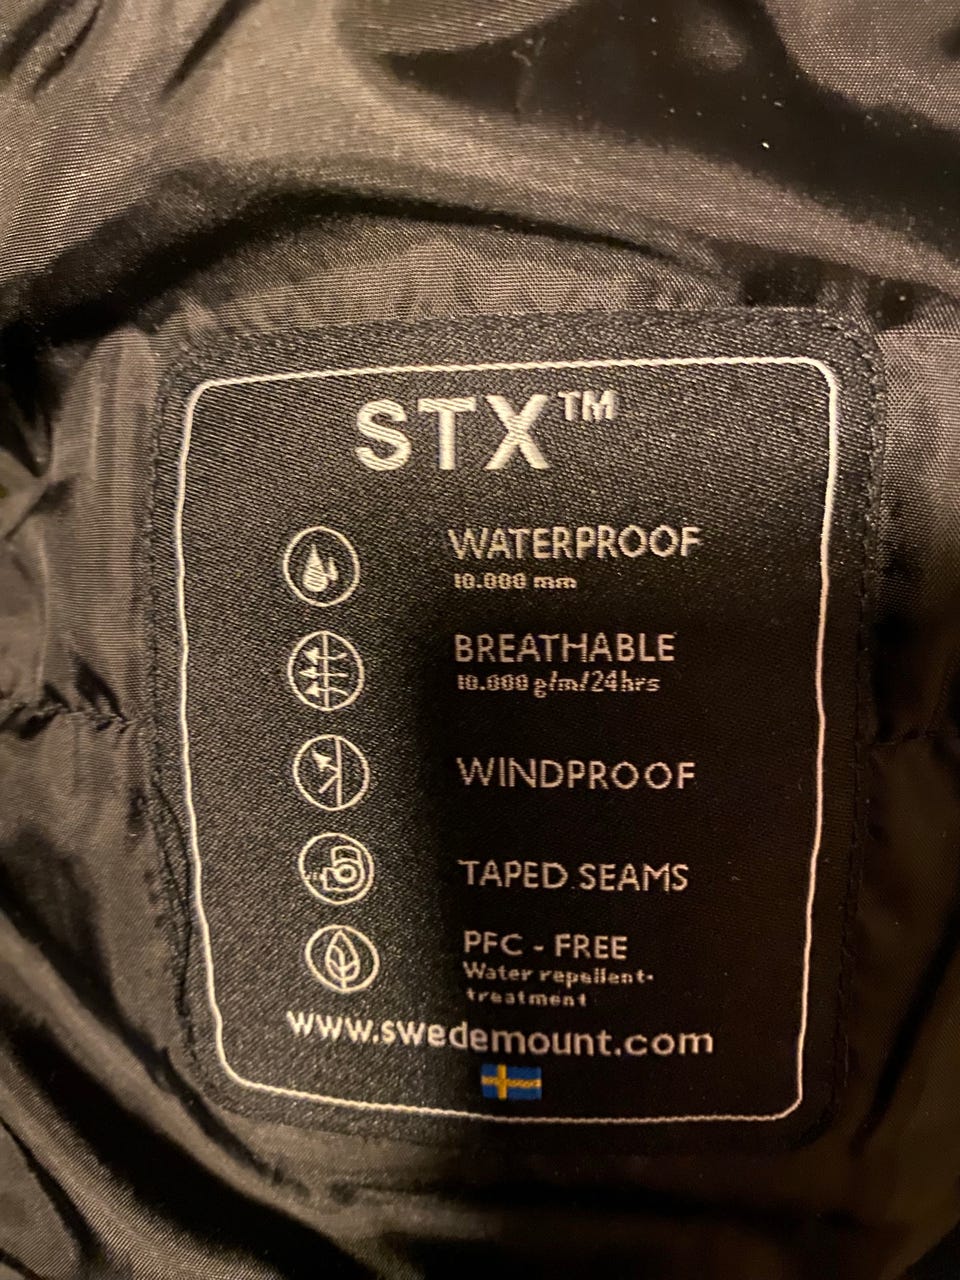 STX™
WATERPROOF
10.000 mm
BREATHABLE
10.000 g/m/24hrs
WINDPROOF
TAPED SEAMS
PFC - FREE
Water repellent-
treatment
www.swedemount.com